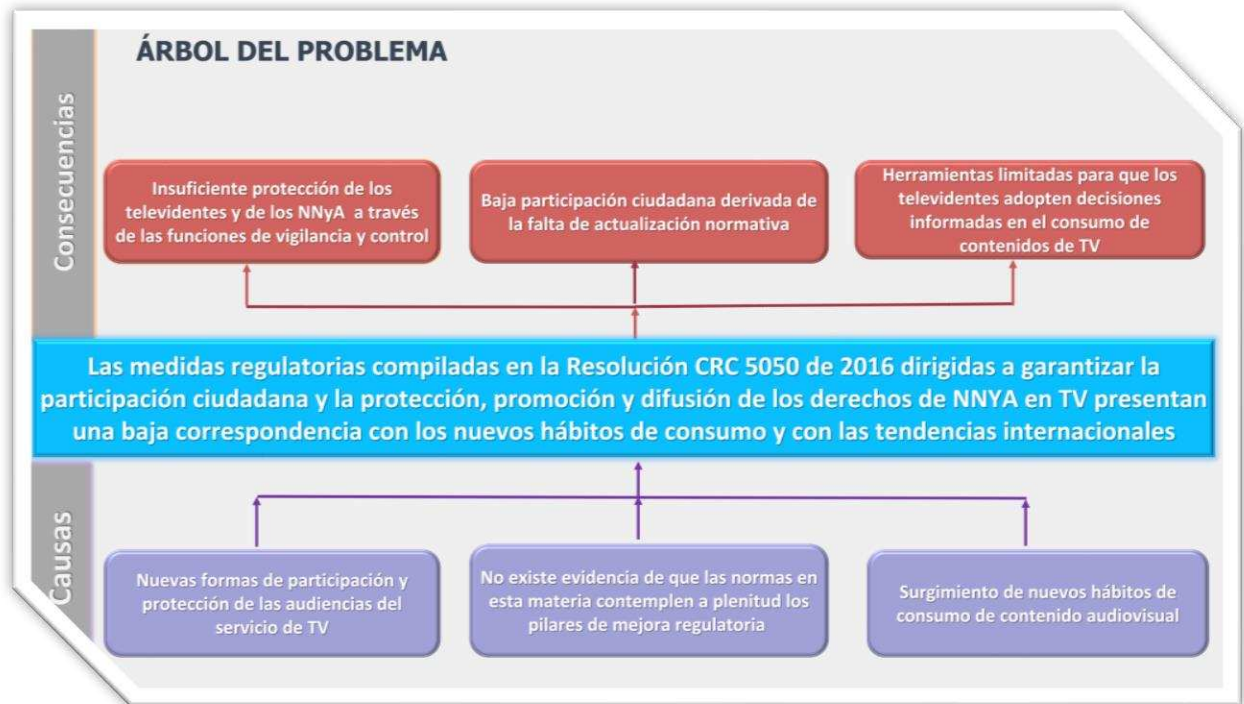 ÁRBOL DEL PROBLEMA
Consecuencias
Insuficiente protección de los
televidentes y de los NNyA a través
de las funciones de vigilancia y control
Baja participación ciudadana derivada de
la falta de actualización normativa
Herramientas limitadas para que los
televidentes adopten decisiones
informadas en el consumo de
contenidos de TV
Las medidas regulatorias compiladas en la Resolución CRC 5050 de 2016 dirigidas a garantizar la
participación ciudadana y la protección, promoción y difusión de los derechos de NNYA en TV presentan
una baja correspondencia con los nuevos hábitos de consumo y con las tendencias internacionales
Causas
Nuevas formas de participación y
protección de las audiencias del
servicio de TV
No existe evidencia de que las normas en
esta materia contemplen a plenitud los
pilares de mejora regulatoria
Surgimiento de nuevos hábitos de
consumo de contenido audiovisual